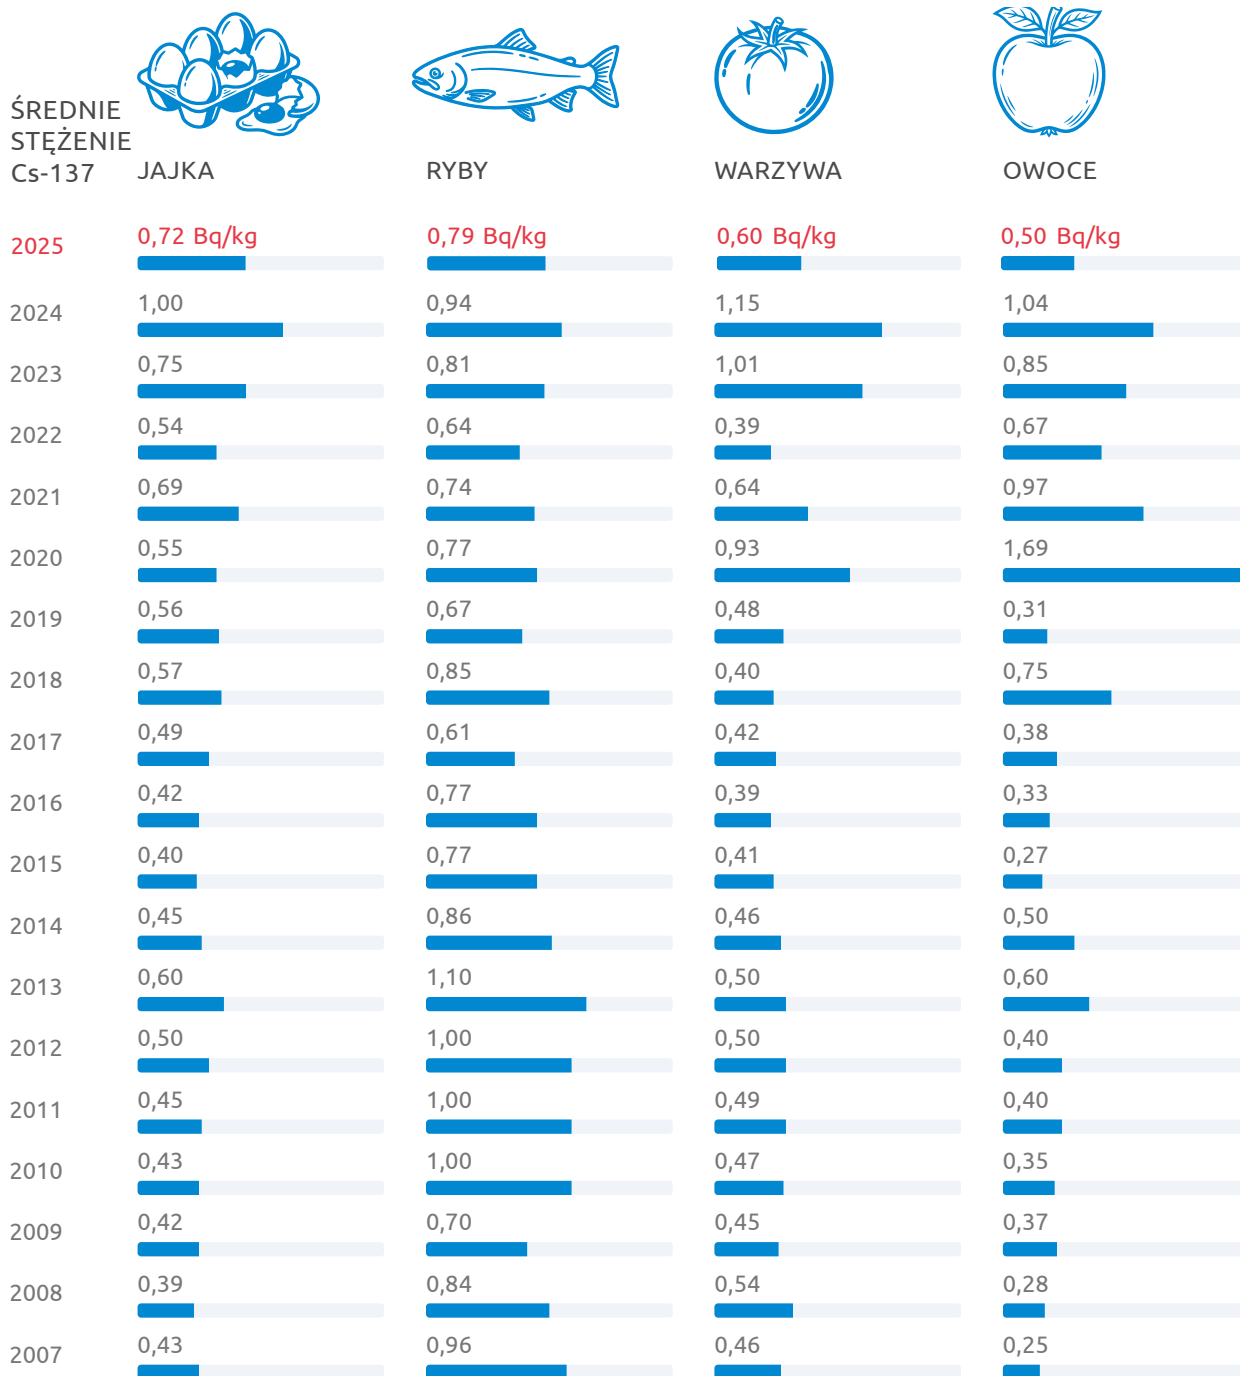 ŚREDNIE
STĘŻENIE
Cs-137 JAJKA RYBY WARZYWA OWOCE
2025 0,72 Bq/kg 0,79 Bq/kg 0,60 Bq/kg 0,50 Bq/kg
2024 1,00 0,94 1,15 1,04
2023 0,75 0,81 1,01 0,85
2022 0,54 0,64 0,39 0,67
2021 0,69 0,74 0,64 0,97
2020 0,55 0,77 0,93 1,69
2019 0,56 0,67 0,48 0,31
2018 0,57 0,85 0,40 0,75
2017 0,49 0,61 0,42 0,38
2016 0,42 0,77 0,39 0,33
2015 0,40 0,77 0,41 0,27
2014 0,45 0,86 0,46 0,50
2013 0,60 1,10 0,50 0,60
2012 0,50 1,00 0,50 0,40
2011 0,45 1,00 0,49 0,40
2010 0,43 1,00 0,47 0,35
2009 0,42 0,70 0,45 0,37
2008 0,39 0,84 0,54 0,28
2007 0,43 0,96 0,46 0,25